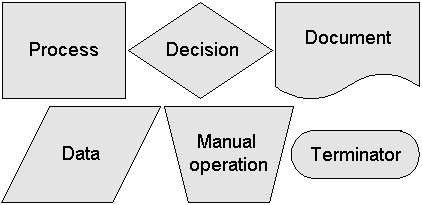 Process
Decision
Document
Data
Manual
operation
Terminator